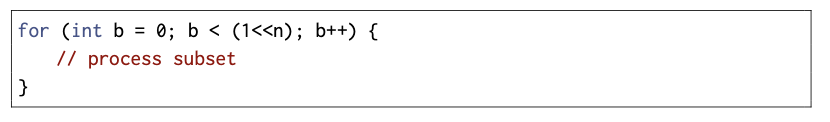 for (int b = 0; b < (1<<n); b++) {
    // process subset
}